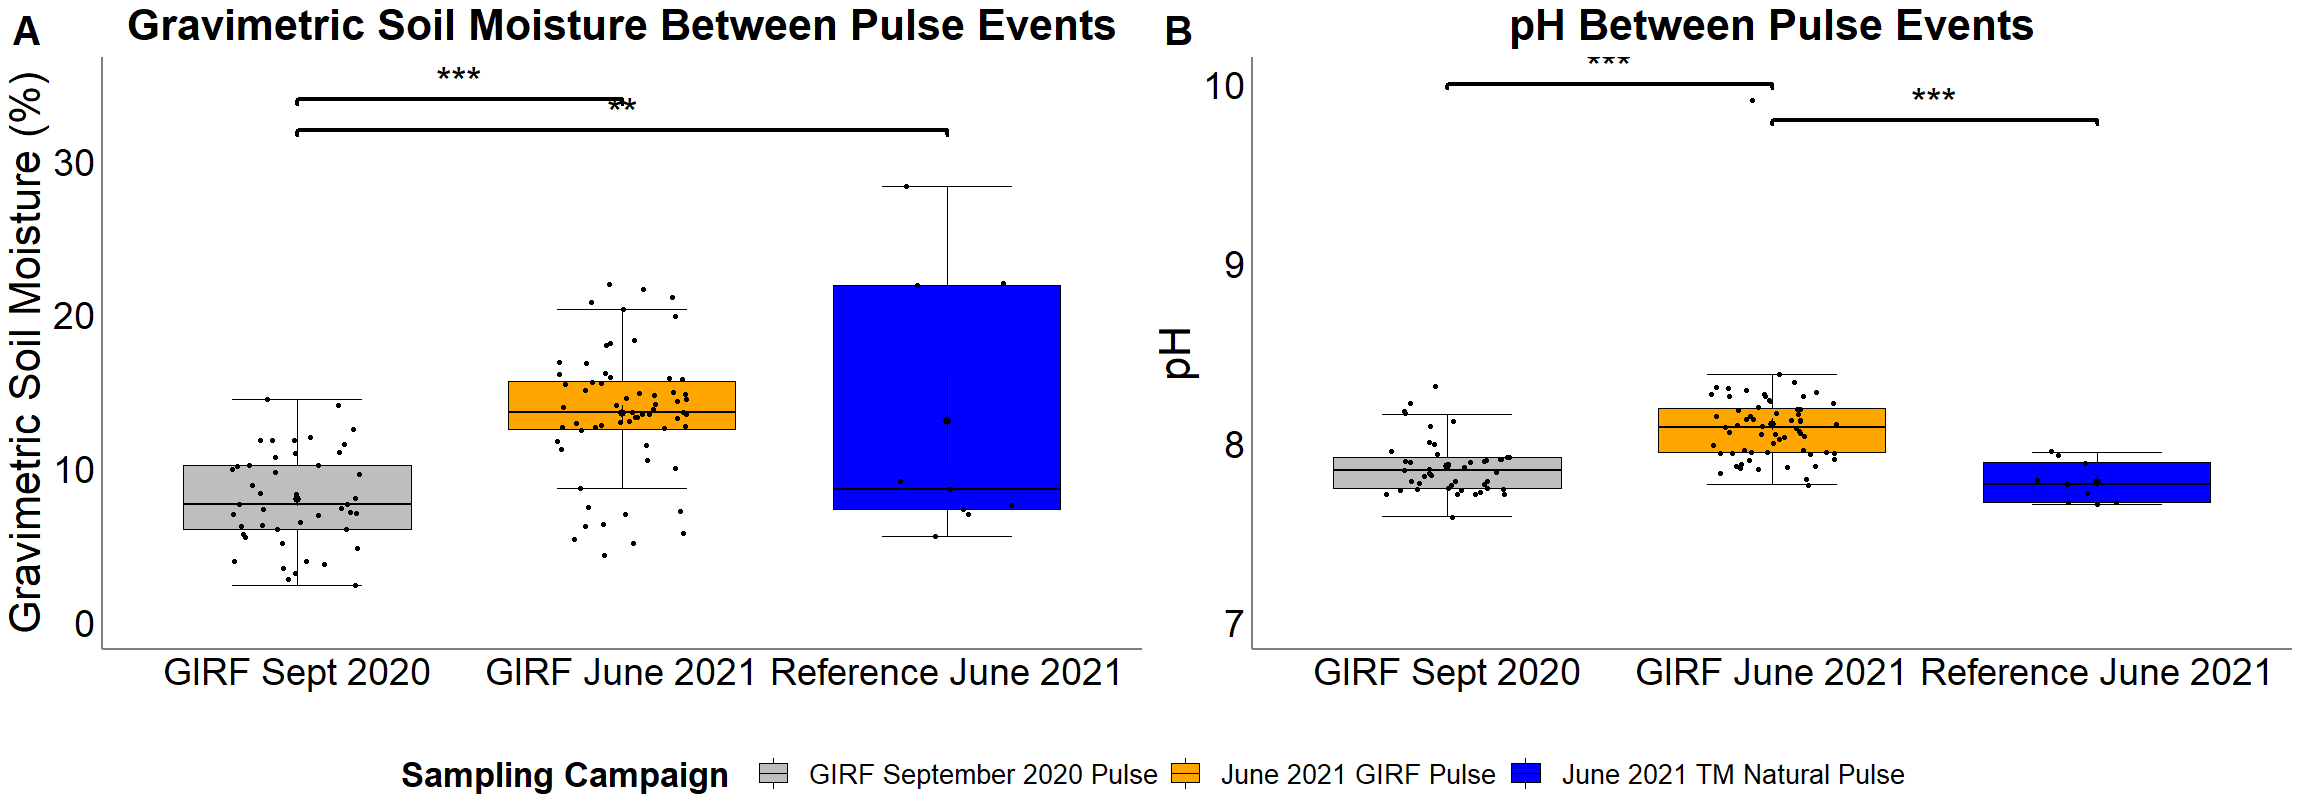 A
Gravimetric Soil Moisture Between Pulse Events
***
**
Gravimetric Soil Moisture (%)
30
20
10
0
GIRF Sept 2020
GIRF June 2021
Reference June 2021
B
pH Between Pulse Events
***
***
pH
10
9
8
7
GIRF Sept 2020
GIRF June 2021
Reference June 2021
Sampling Campaign
GIRF September 2020 Pulse
June 2021 GIRF Pulse
June 2021 TM Natural Pulse